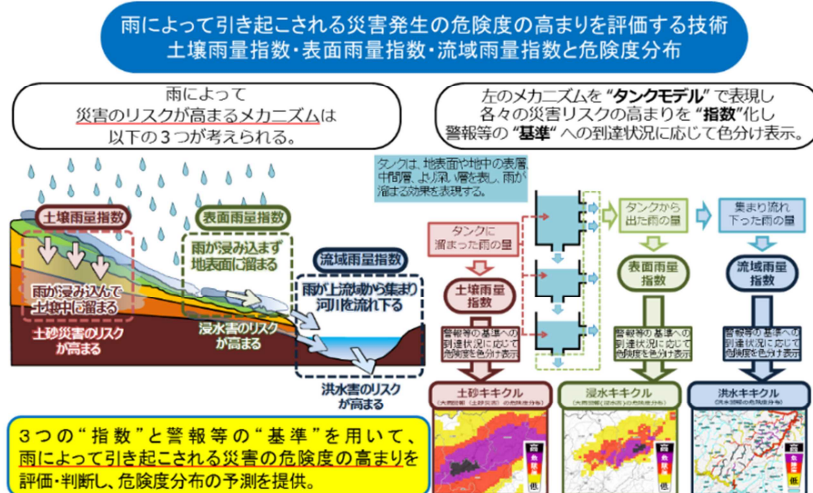 雨によって引き起こされる災害発生の危険度の高まりを評価する技術
土壌雨量指数・表面雨量指数・流域雨量指数と危険度分布
雨によって
災害のリスクが高まるメカニズムは
以下の３つが考えられる。
左のメカニズムを“タンクモデル”で表現し
各々の災害リスクの高まりを“指数”化し
警報等の“基準”への到達状況に応じて色分け表示。
土壌雨量指数
雨が浸み込んで
土壌中に溜まる
土砂災害のリスク
が高まる
表面雨量指数
雨が浸み込まず
地表面に溜まる
浸水害のリスク
が高まる
流域雨量指数
雨が上流域から集まり
河川を流れ下る
洪水害のリスク
が高まる
タンクは、地表面や地中の表層、
中間層、より深い層を表し、雨が
溜まる効果を表現する。
タンクに
溜まった雨の量
タンクから
出た雨の量
集まり流れ
下った雨の量
土壌雨量
指数
表面雨量
指数
流域雨量
指数
警報等の基準への
到達状況に応じて
危険度を色分け表示
警報等の基準への
到達状況に応じて
危険度を色分け表示
警報等の基準への
到達状況に応じて
危険度を色分け表示
土砂キキクル
浸水キキクル
洪水キキクル
高
危険度
低
高
危険度
低
高
危険度
低
３つの“指数”と警報等の“基準”を用いて、
雨によって引き起こされる災害の危険度の高まりを
評価・判断し、危険度分布の予測を提供。